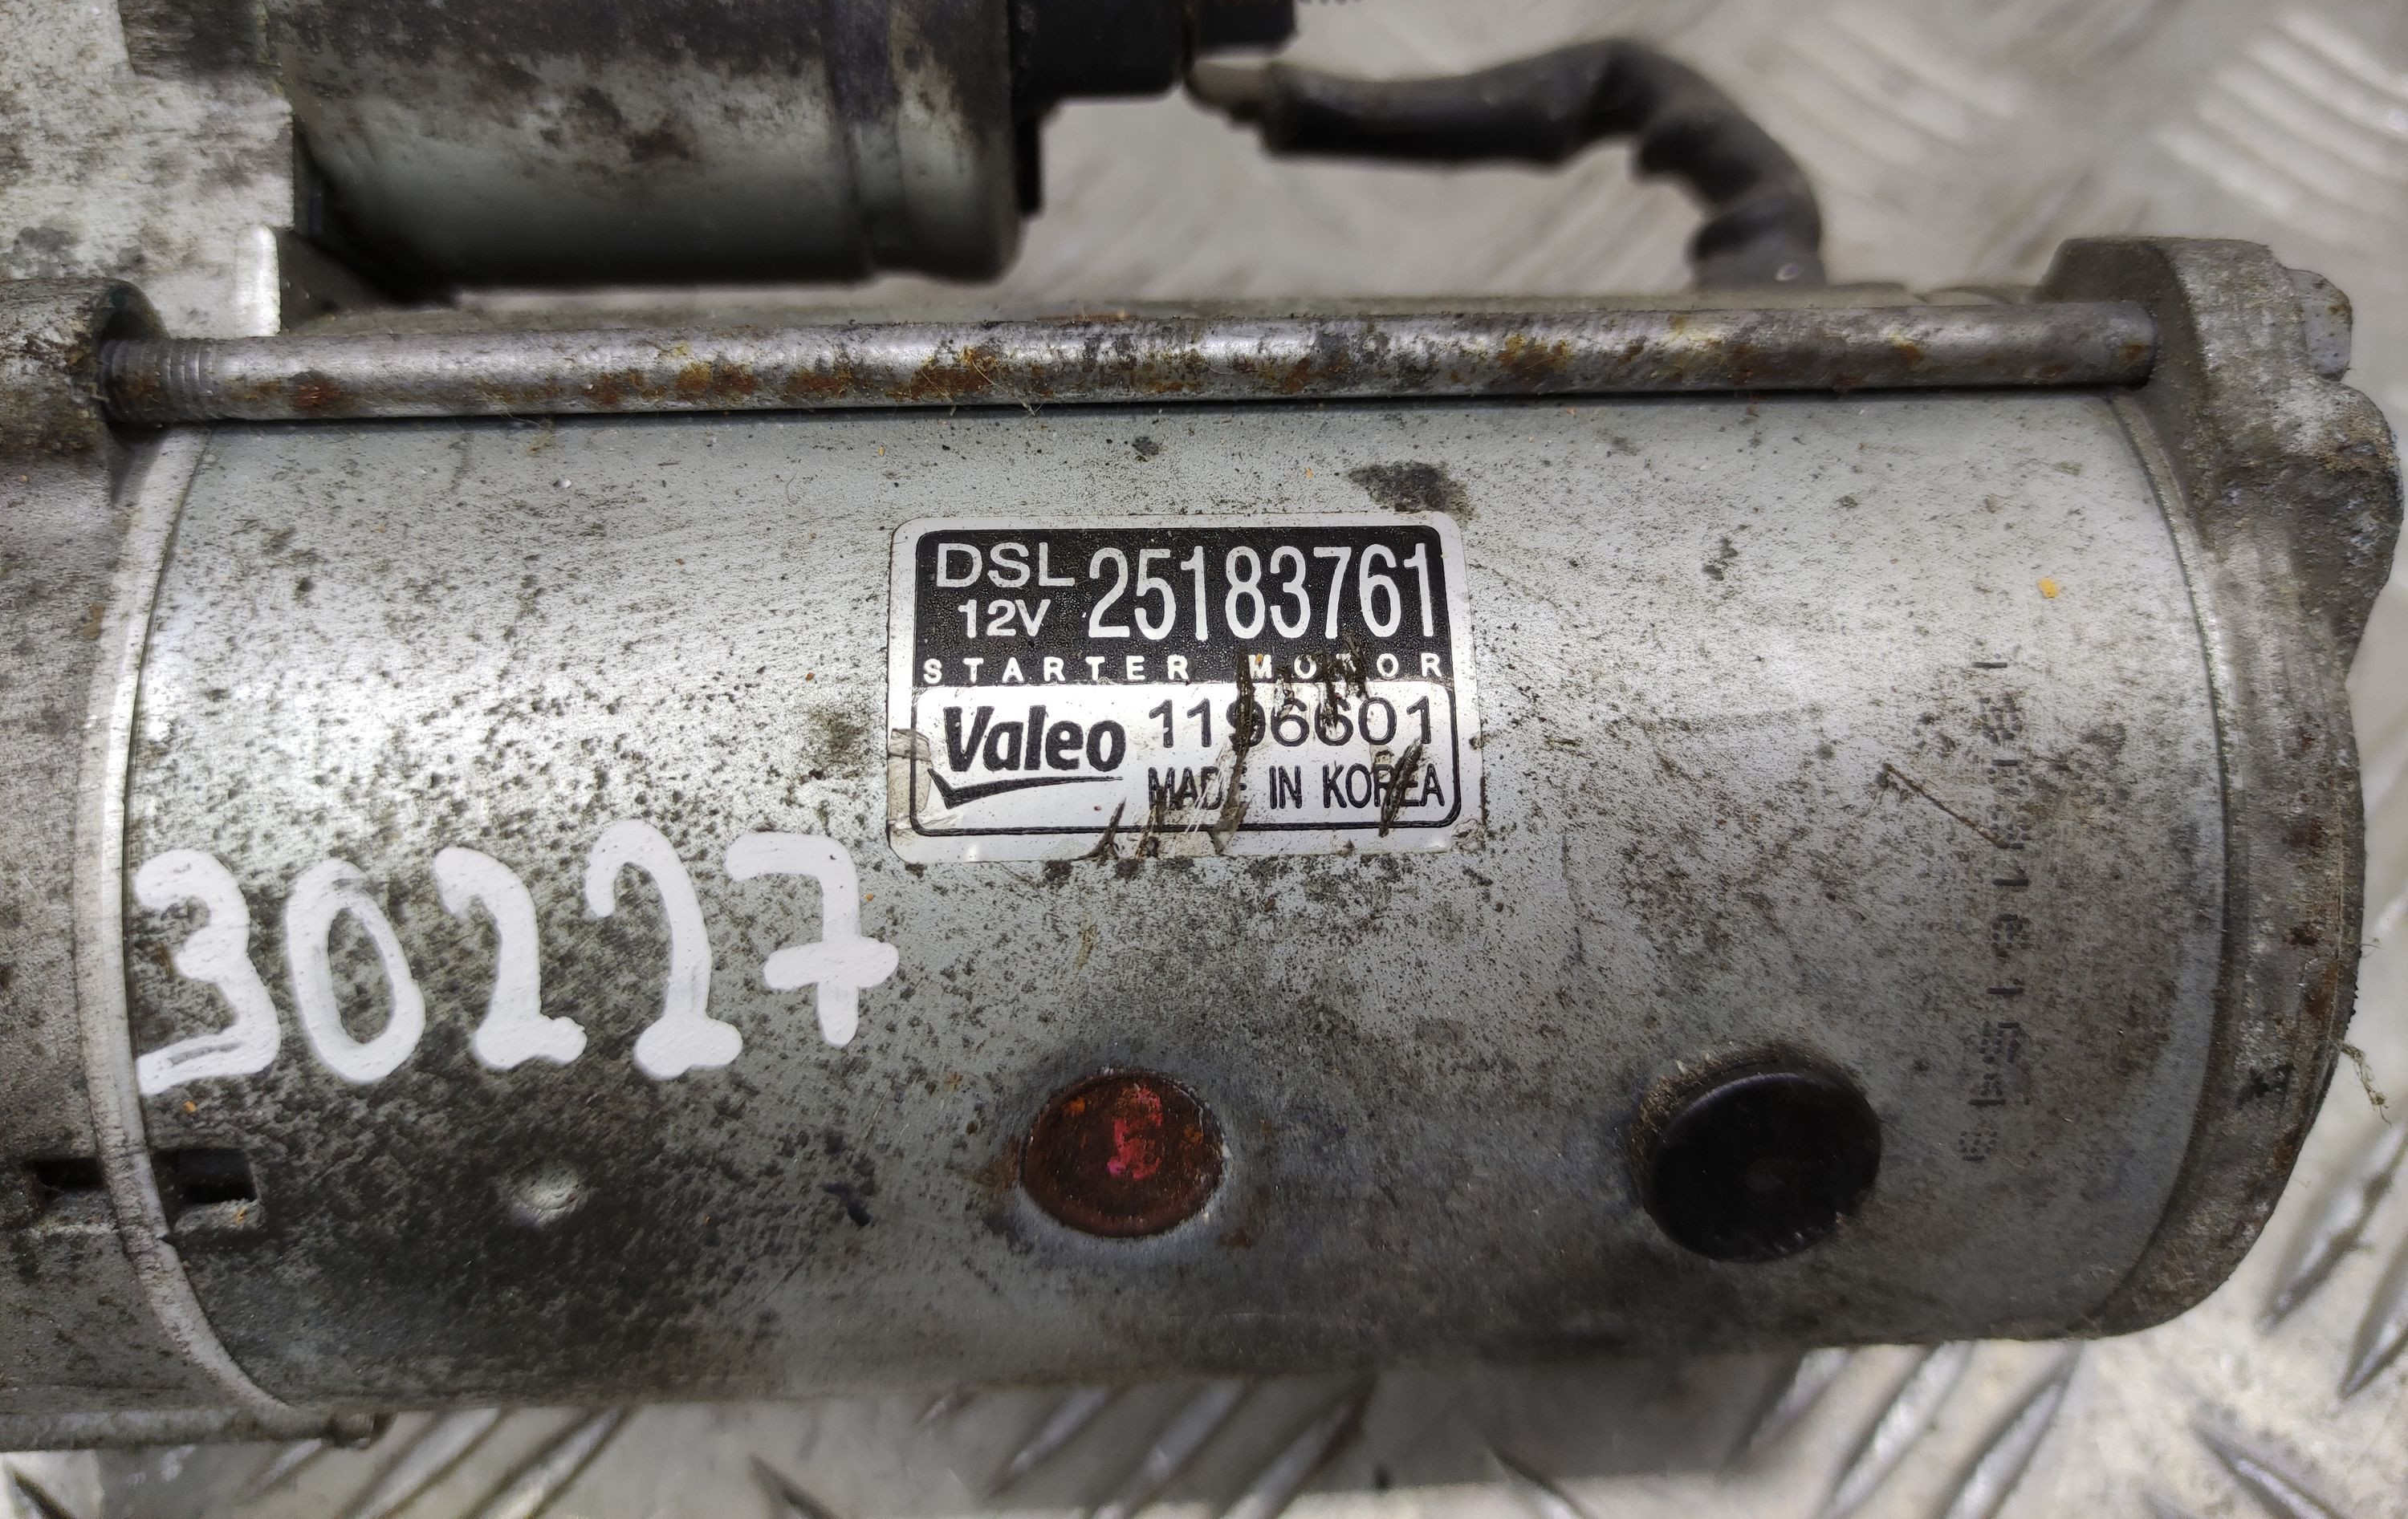 DSL 25183761
12V
STARTER MOTOR
Valeo 1196601
MADE IN KOREA
30227